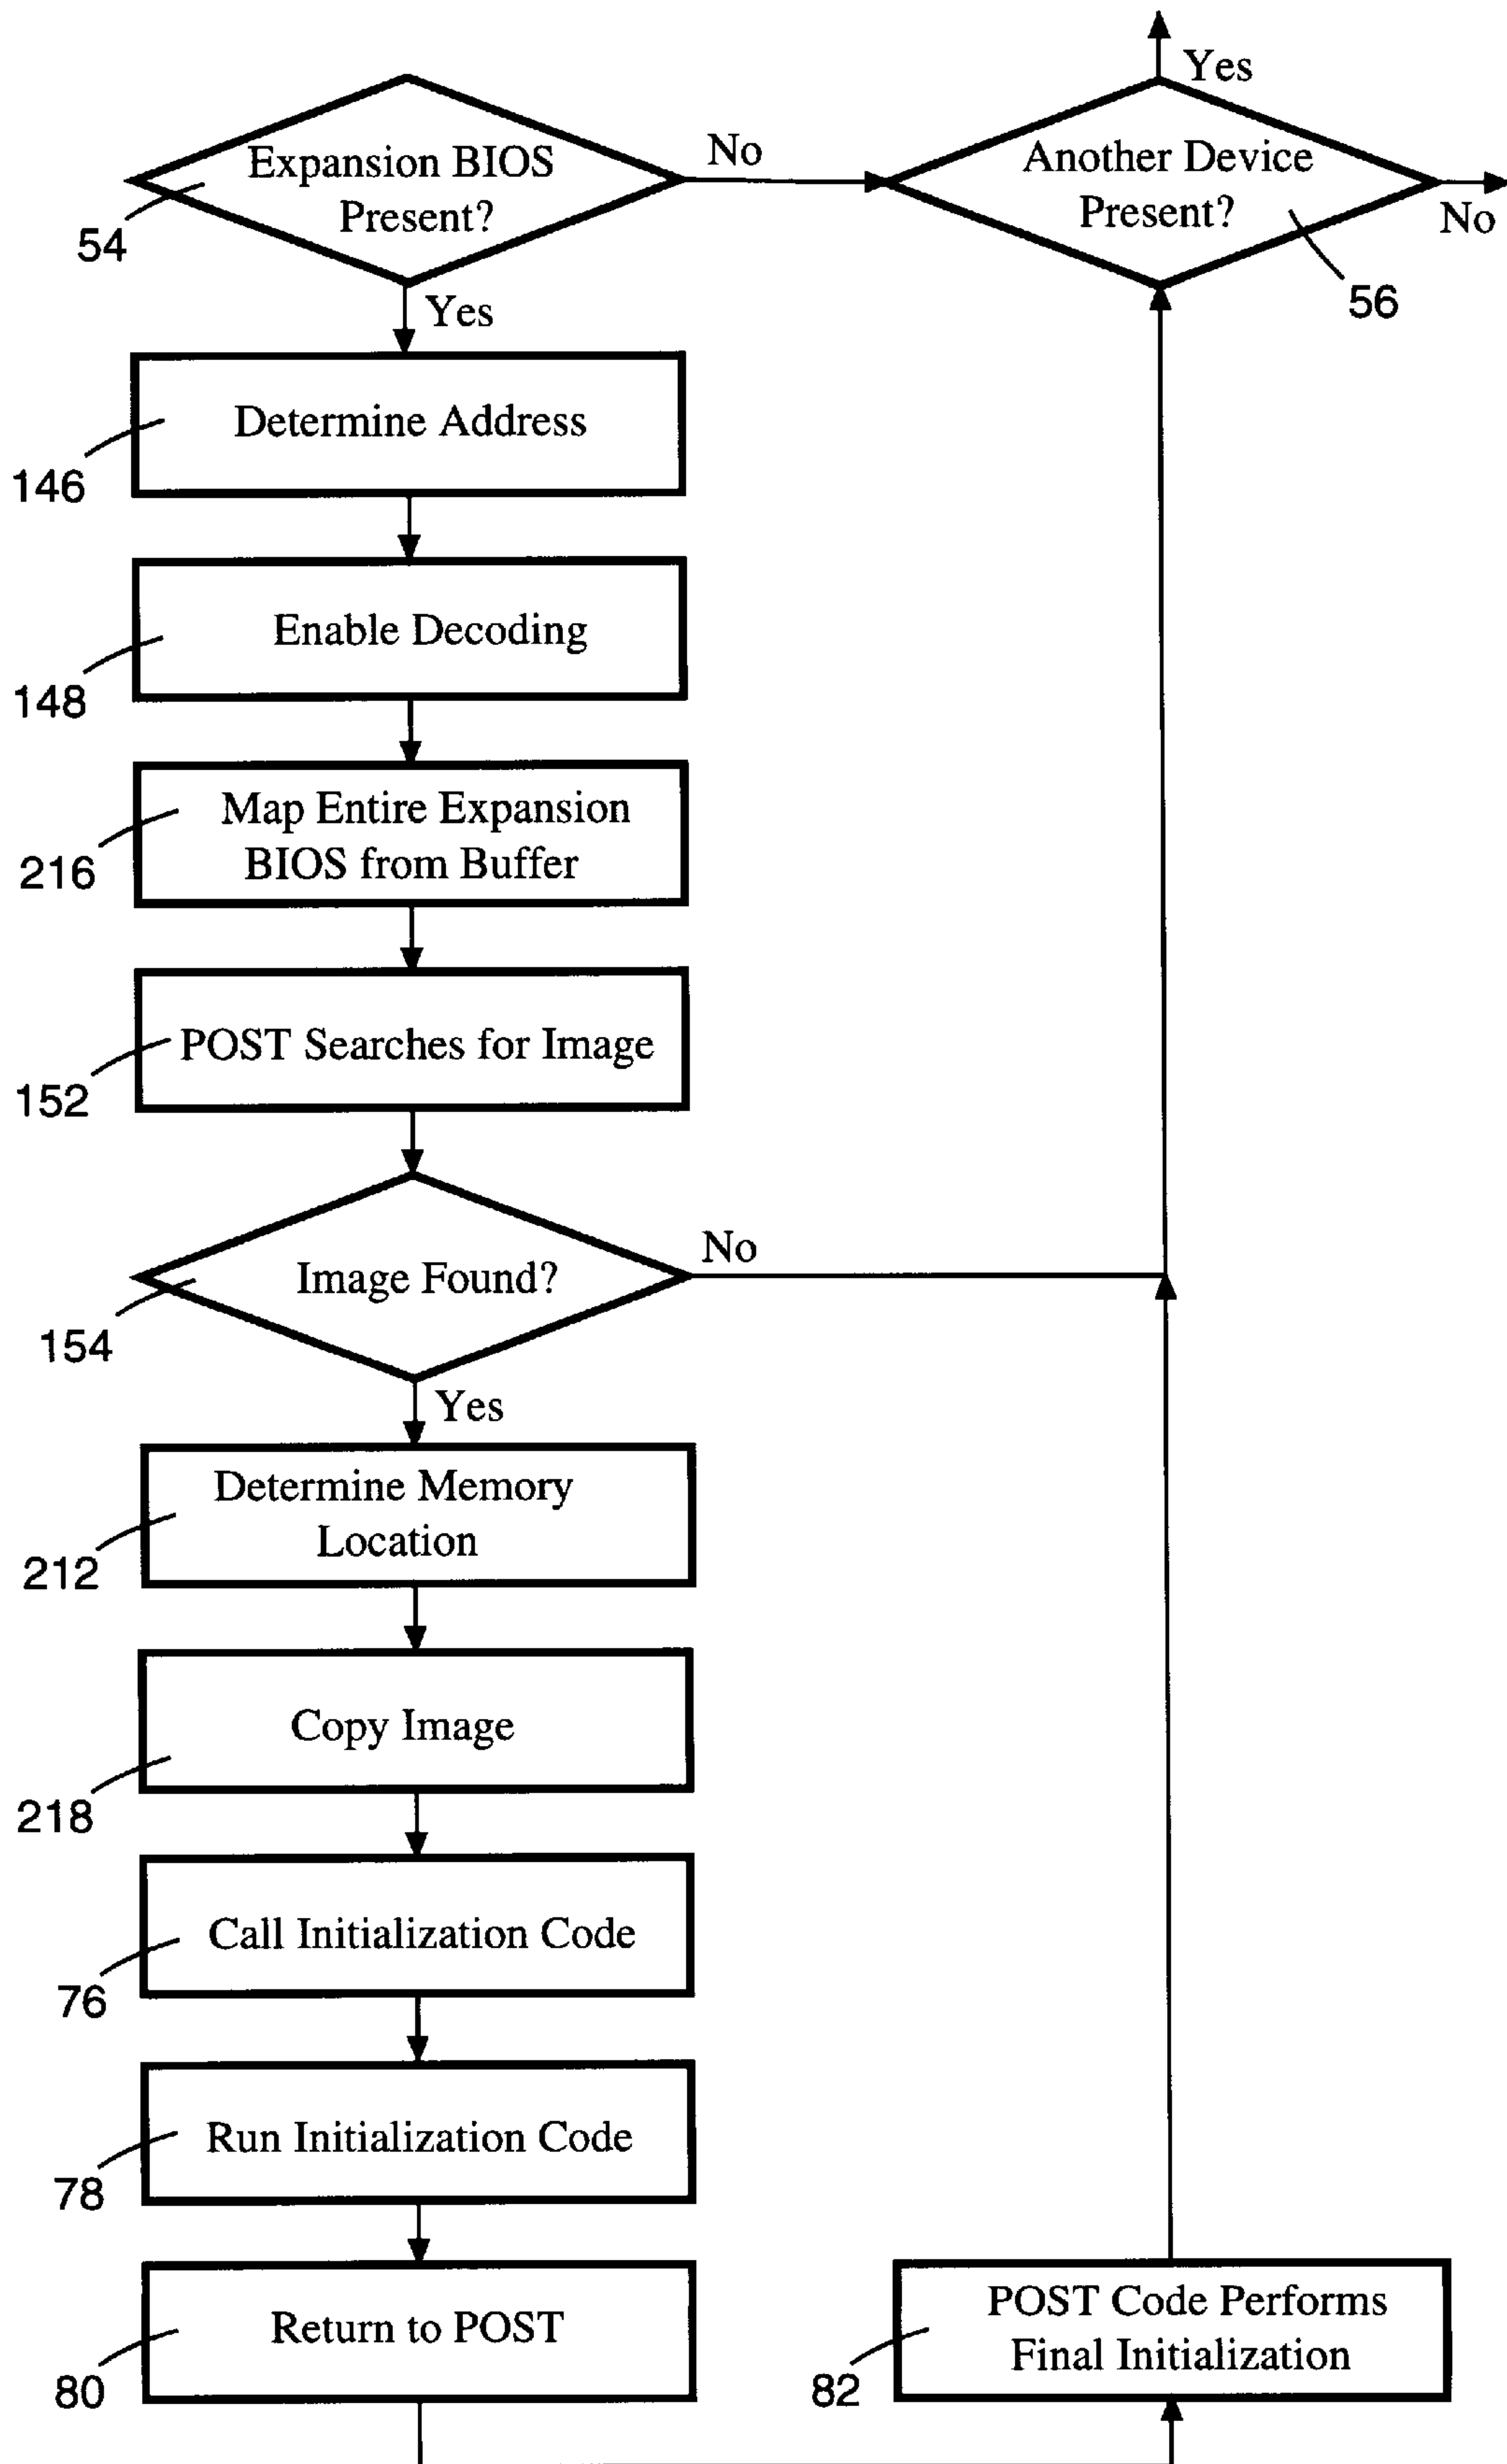 Yes
Expansion BIOS
Present?
No
Another Device
Present?
No
54
56
Yes
Determine Address
146
Enable Decoding
148
Map Entire Expansion
BIOS from Buffer
216
POST Searches for Image
152
Image Found?
No
154
Yes
Determine Memory
Location
212
Copy Image
218
Call Initialization Code
76
Run Initialization Code
78
Return to POST
80
POST Code Performs
Final Initialization
82